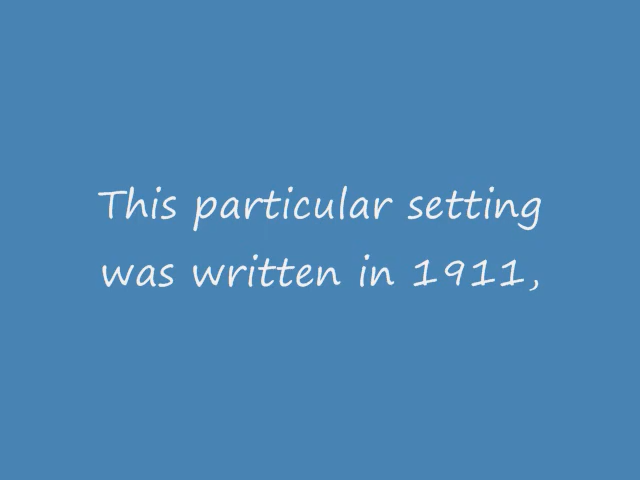 This particular setting
was written in 1911,